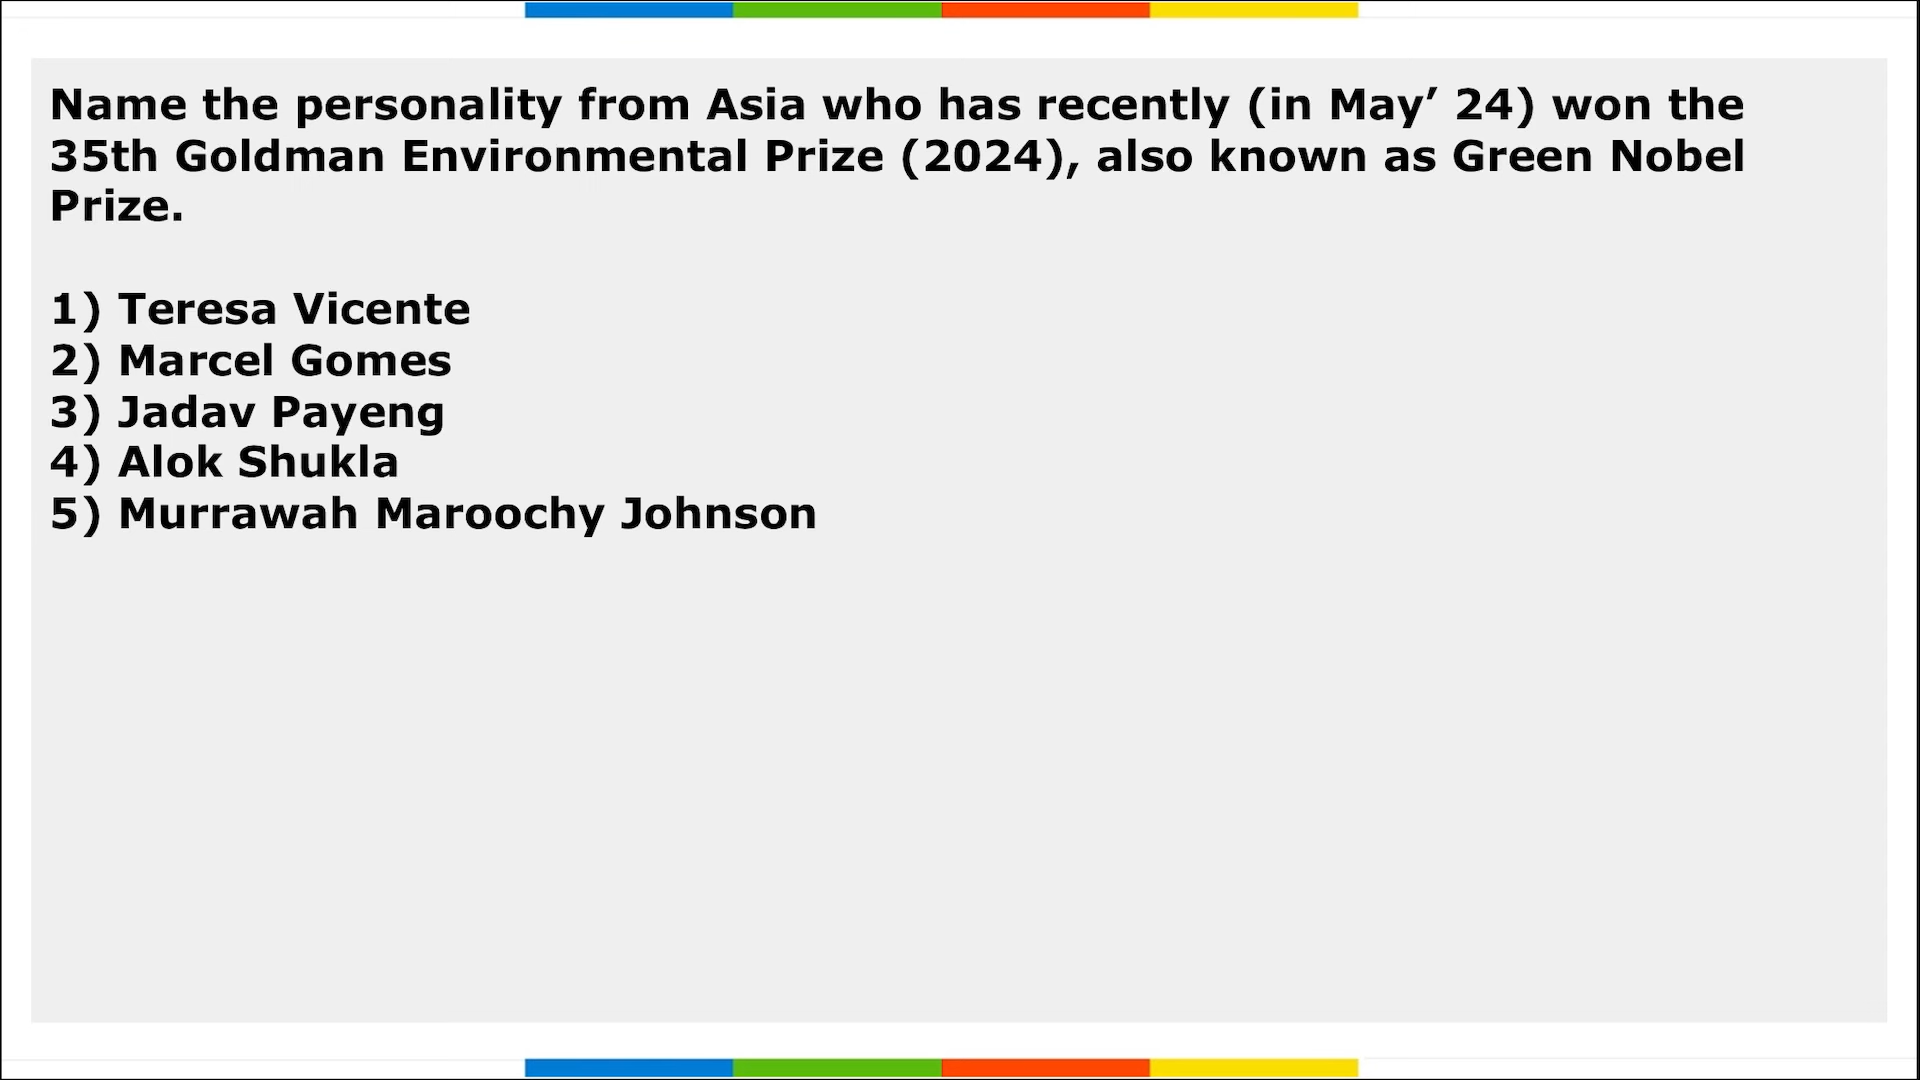 Name the personality from Asia who has recently (in May’ 24) won the
35th Goldman Environmental Prize (2024), also known as Green Nobel
Prize.
1) Teresa Vicente
2) Marcel Gomes
3) Jadav Payeng
4) Alok Shukla
5) Murrawah Maroochy Johnson